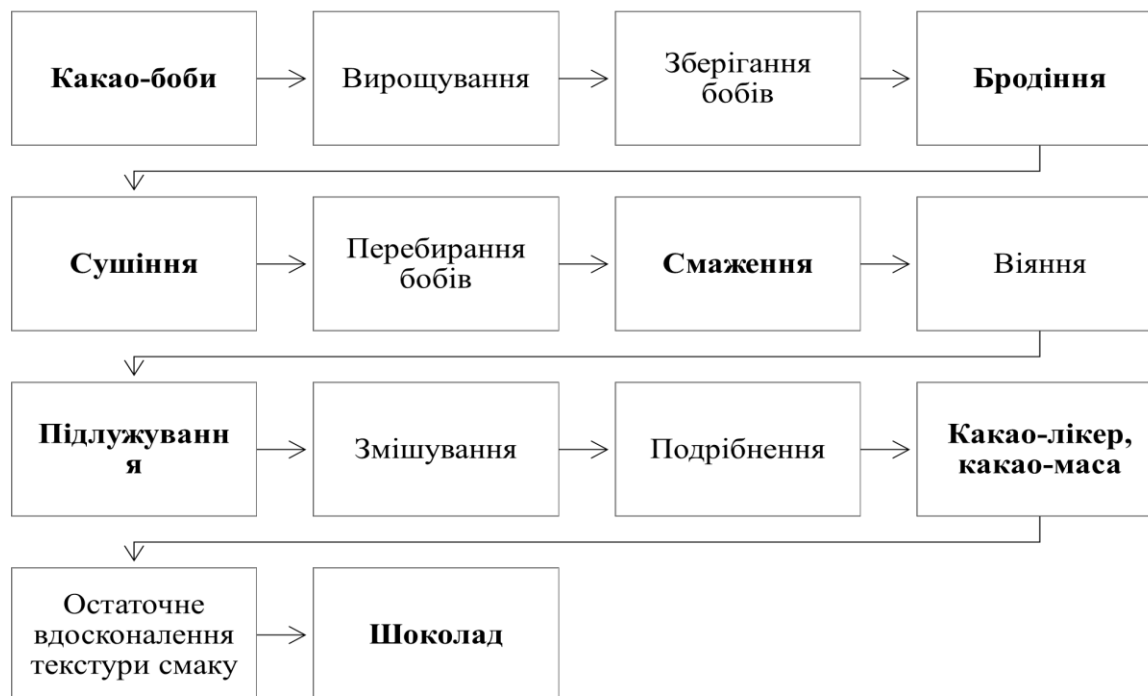 Какао-боби
Вирощування
Зберігання
бобів
Бродіння
Сушіння
Перебирання
бобів
Смаження
Віяння
Підлужуванн
я
Змішування
Подрібнення
Какао-лікер,
какао-маса
Остаточне
вдосконалення
текстури смаку
Шоколад